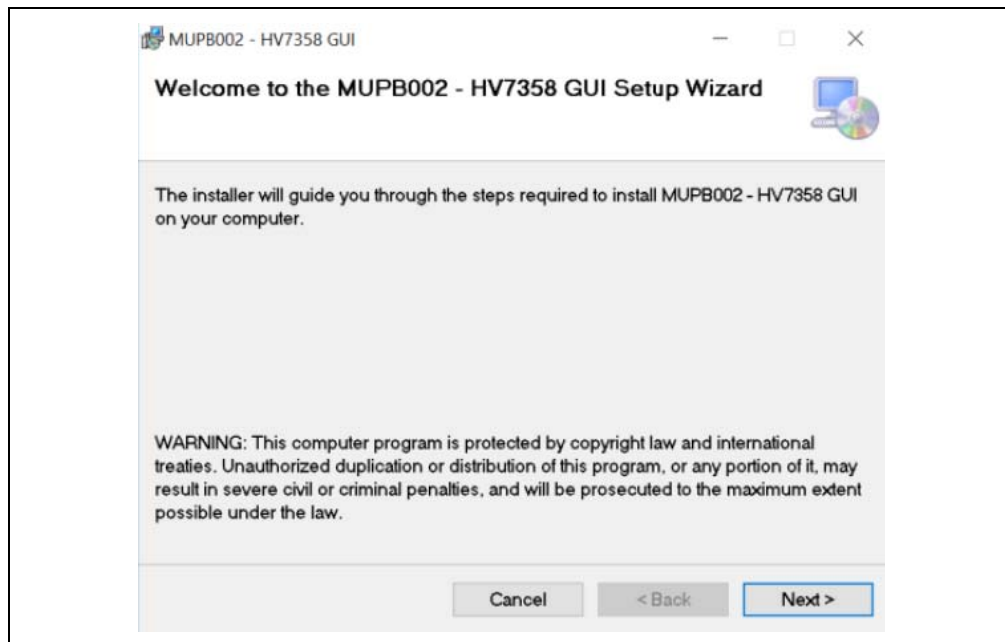 MUPB002 - HV7358 GUI
Welcome to the MUPB002 - HV7358 GUI Setup Wizard
The installer will guide you through the steps required to install MUPB002 - HV7358 GUI
on your computer.
WARNING: This computer program is protected by copyright law and international
treaties. Unauthorized duplication or distribution of this program, or any portion of it, may
result in severe civil or criminal penalties, and will be prosecuted to the maximum extent
possible under the law.
Cancel < Back Next >